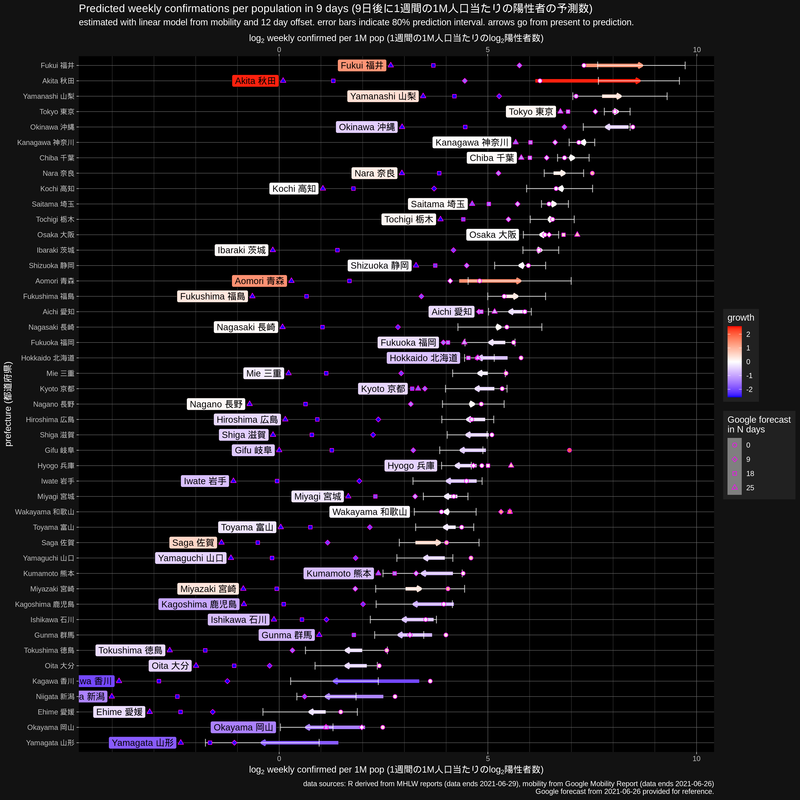 Predicted weekly confirmations per population in 9 days (9日後に1週間の1M人口当たりの陽性者の予測数)
estimated with linear model from mobility and 12 day offset. error bars indicate 80% prediction interval. arrows go from present to prediction.
log2 weekly confirmed per 1M pop (1週間の1M人口当たりのlog2陽性者数)
0 5 10
Fukui 福井 Fukui 福井
Akita 秋田 Akita 秋田
Yamanashi 山梨 Yamanashi 山梨
Tokyo 東京 Tokyo 東京
Okinawa 沖縄 Okinawa 沖縄
Kanagawa 神奈川 Kanagawa 神奈川
Chiba 千葉 Chiba 千葉
Nara 奈良 Nara 奈良
Kochi 高知 Kochi 高知
Saitama 埼玉 Saitama 埼玉
Tochigi 栃木 Tochigi 栃木
Osaka 大阪 Osaka 大阪
Ibaraki 茨城 Ibaraki 茨城
Shizuoka 静岡 Shizuoka 静岡
Aomori 青森 Aomori 青森
Fukushima 福島 Fukushima 福島
Aichi 愛知 Aichi 愛知
Nagasaki 長崎 Nagasaki 長崎
Fukuoka 福岡 Fukuoka 福岡
Hokkaido 北海道 Hokkaido 北海道
Mie 三重 Mie 三重
Kyoto 京都 Kyoto 京都
Nagano 長野 Nagano 長野
Hiroshima 広島 Hiroshima 広島
Shiga 滋賀 Shiga 滋賀
Gifu 岐阜 Gifu 岐阜
Hyogo 兵庫 Hyogo 兵庫
Iwate 岩手 Iwate 岩手
Miyagi 宮城 Miyagi 宮城
Wakayama 和歌山 Wakayama 和歌山
Toyama 富山 Toyama 富山
Saga 佐賀 Saga 佐賀
Yamaguchi 山口 Yamaguchi 山口
Kumamoto 熊本 Kumamoto 熊本
Miyazaki 宮崎 Miyazaki 宮崎
Kagoshima 鹿児島 Kagoshima 鹿児島
Ishikawa 石川 Ishikawa 石川
Gunma 群馬 Gunma 群馬
Tokushima 徳島 Tokushima 徳島
Oita 大分 Oita 大分
Kagawa 香川 wa 香川
Niigata 新潟 a 新潟
Ehime 愛媛 Ehime 愛媛
Okayama 岡山 Okayama 岡山
Yamagata 山形 Yamagata 山形
0 5 10
log2 weekly confirmed per 1M pop (1週間の1M人口当たりのlog2陽性者数)
prefecture (都道府県)
growth
2
1
0
-1
-2
Google forecast
in N days
0
9
18
25
data sources: R derived from MHLW reports (data ends 2021-06-29), mobility from Google Mobility Report (data ends 2021-06-26)
Google forecast from 2021-06-26 provided for reference.